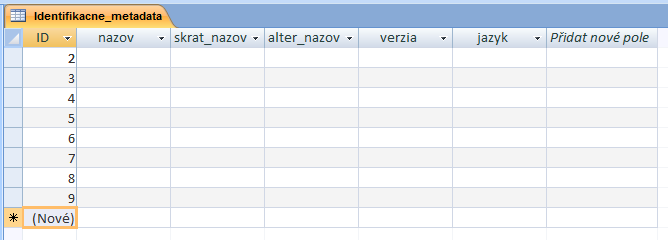 Identifikacne_metadata
ID nazov skrat_nazov alter_nazov verzia jazyk Přidat nové pole
2
3
4
5
6
7
8
9
(Nové)